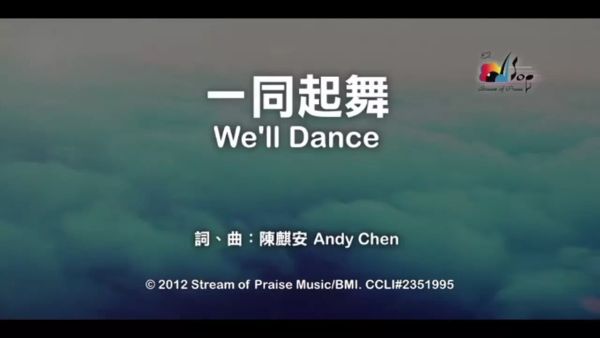 一同起舞
We'll Dance
詞、曲：陳麒安 Andy Chen
© 2012 Stream of Praise Music/BMI. CCLI#2351995
Sop
Stream of Praise